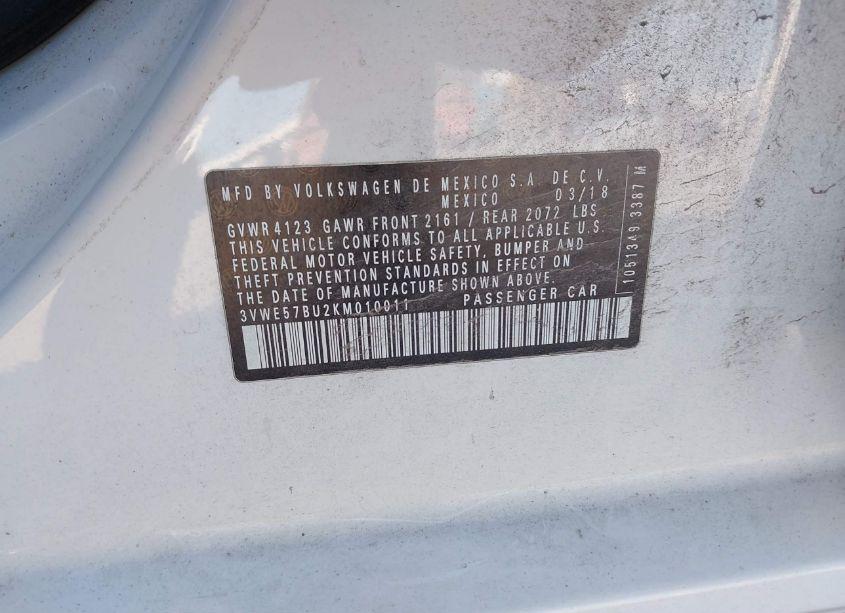 MFD BY VOLKSWAGEN DE MEXICO S.A DE C.V.
MEXICO 03/18
GVWR 4123 GAWR FRONT 2161 / REAR 2072 LBS
THIS VEHICLE CONFORMS TO ALL APPLICABLE U.S.
FEDERAL MOTOR VEHICLE SAFETY, BUMPER AND
THEFT PREVENTION STANDARDS IN EFFECT ON
THE DATE OF MANUFACTURE SHOWN ABOVE.
3VWE57BU2KM010011 PASSENGER CAR
10513A9 3387 M